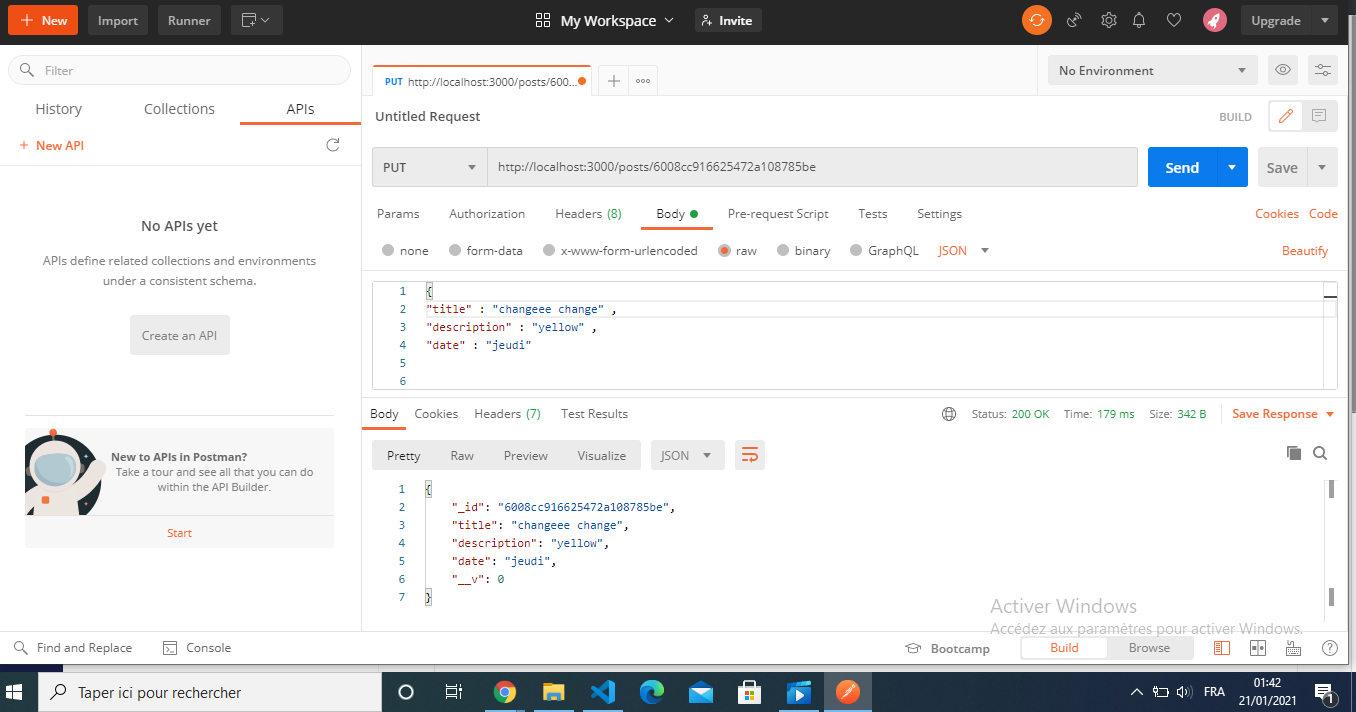 New Import Runner My Workspace Invite Upgrade
Filter
History Collections APIs
New API
No APIs yet
APIs define related collections and environments
under a consistent schema.
Create an API
New to APIs in Postman?
Take a tour and see all that you can do
within the API Builder.
Start
PUT http://localhost:3000/posts/600...
No Environment
Untitled Request
BUILD
PUT http://localhost:3000/posts/6008cc916625472a108785be Send Save
Params Authorization Headers (8) Body Pre-request Script Tests Settings Cookies Code
none form-data x-www-form-urlencoded raw binary GraphQL JSON Beautify
1 {
2 "title" : "changeee change" ,
3 "description" : "yellow" ,
4 "date" : "jeudi"
5
6
Body Cookies Headers (7) Test Results Status: 200 OK Time: 179 ms Size: 342 B Save Response
Pretty Raw Preview Visualize JSON
1 {
2 "_id": "6008cc916625472a108785be",
3 "title": "changeee change",
4 "description": "yellow",
5 "date": "jeudi",
6 "__v": 0
7 }
Activer Windows
Accédez aux paramètres pour activer Windows.
Find and Replace Console Bootcamp Build Browse
Taper ici pour rechercher
FRA
01:42
21/01/2021
1